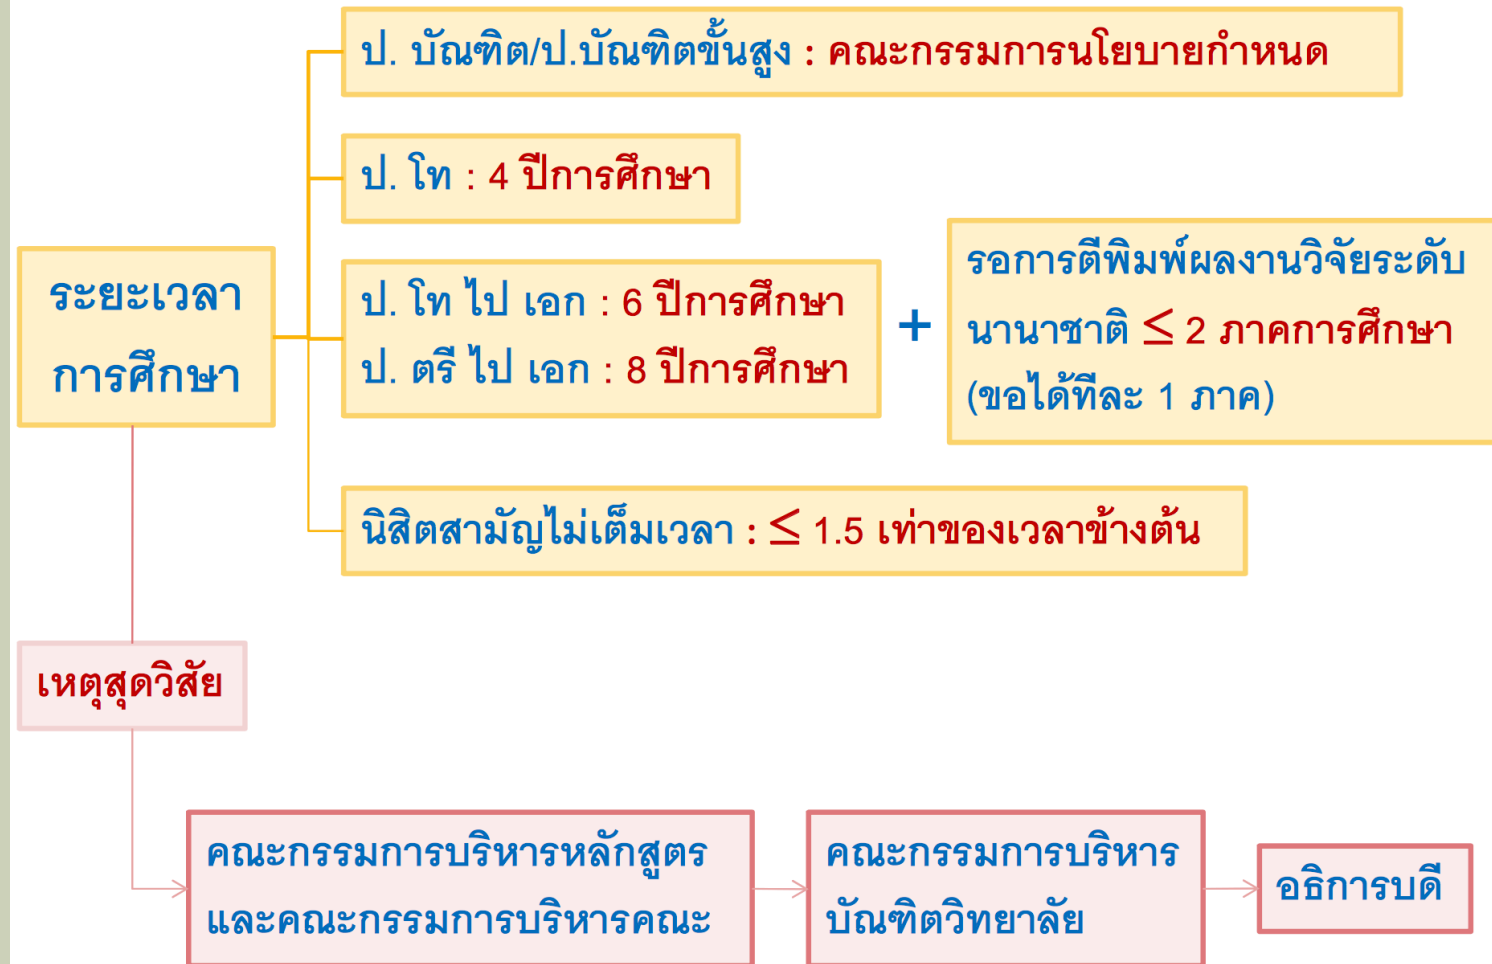 ป. บัณฑิต/ป.บัณฑิตขั้นสูง : คณะกรรมการนโยบายกำหนด
ป. โท : 4 ปีการศึกษา
ระยะเวลา
การศึกษา
ป. โท ไป เอก : 6 ปีการศึกษา
ป. ตรี ไป เอก : 8 ปีการศึกษา
+
รอการตีพิมพ์ผลงานวิจัยระดับ
นานาชาติ ≤ 2 ภาคการศึกษา
(ขอได้ทีละ 1 ภาค)
นิสิตสามัญไม่เต็มเวลา : ≤ 1.5 เท่าของเวลาข้างต้น
เหตุสุดวิสัย
คณะกรรมการบริหารหลักสูตร
และคณะกรรมการบริหารคณะ
คณะกรรมการบริหาร
บัณฑิตวิทยาลัย
อธิการบดี